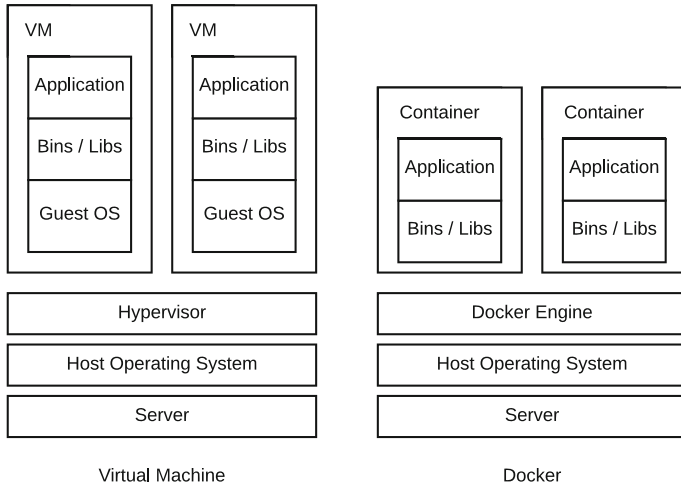 VM
Application
Bins / Libs
Guest OS
VM
Application
Bins / Libs
Guest OS
Hypervisor
Host Operating System
Server
Virtual Machine
Container
Application
Bins / Libs
Container
Application
Bins / Libs
Docker Engine
Host Operating System
Server
Docker